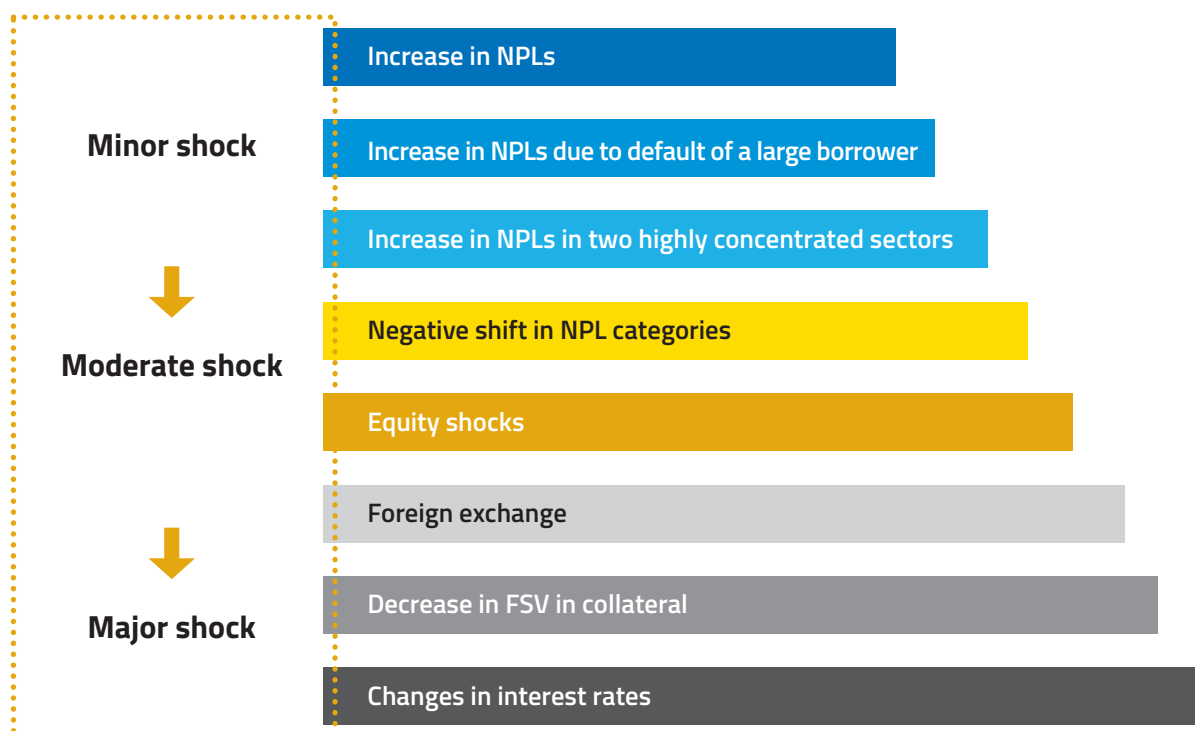 Minor shock
Moderate shock
Major shock
Increase in NPLs
Increase in NPLs due to default of a large borrower
Increase in NPLs in two highly concentrated sectors
Negative shift in NPL categories
Equity shocks
Foreign exchange
Decrease in FSV in collateral
Changes in interest rates